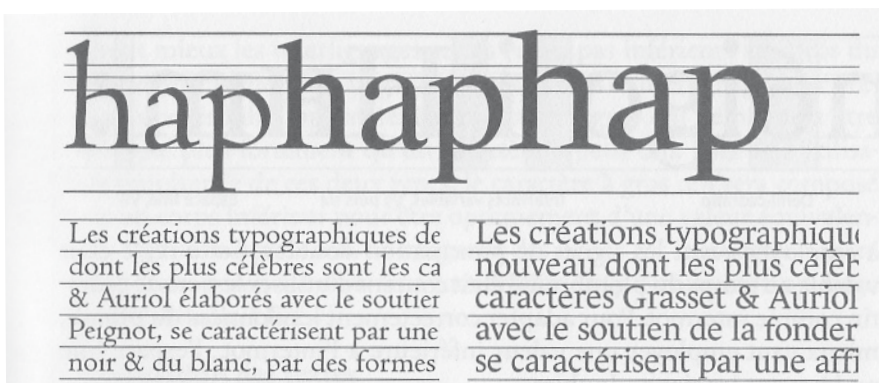 haphaphap
Les créations typographiques de
dont les plus célèbres sont les ca
& Auriol élaborés avec le soutien
Peignot, se caractérisent par une
noir & du blanc, par des formes
Les créations typographiqu
nouveau dont les plus célèb
caractères Grasset & Auriol
avec le soutien de la fonder
se caractérisent par une affi